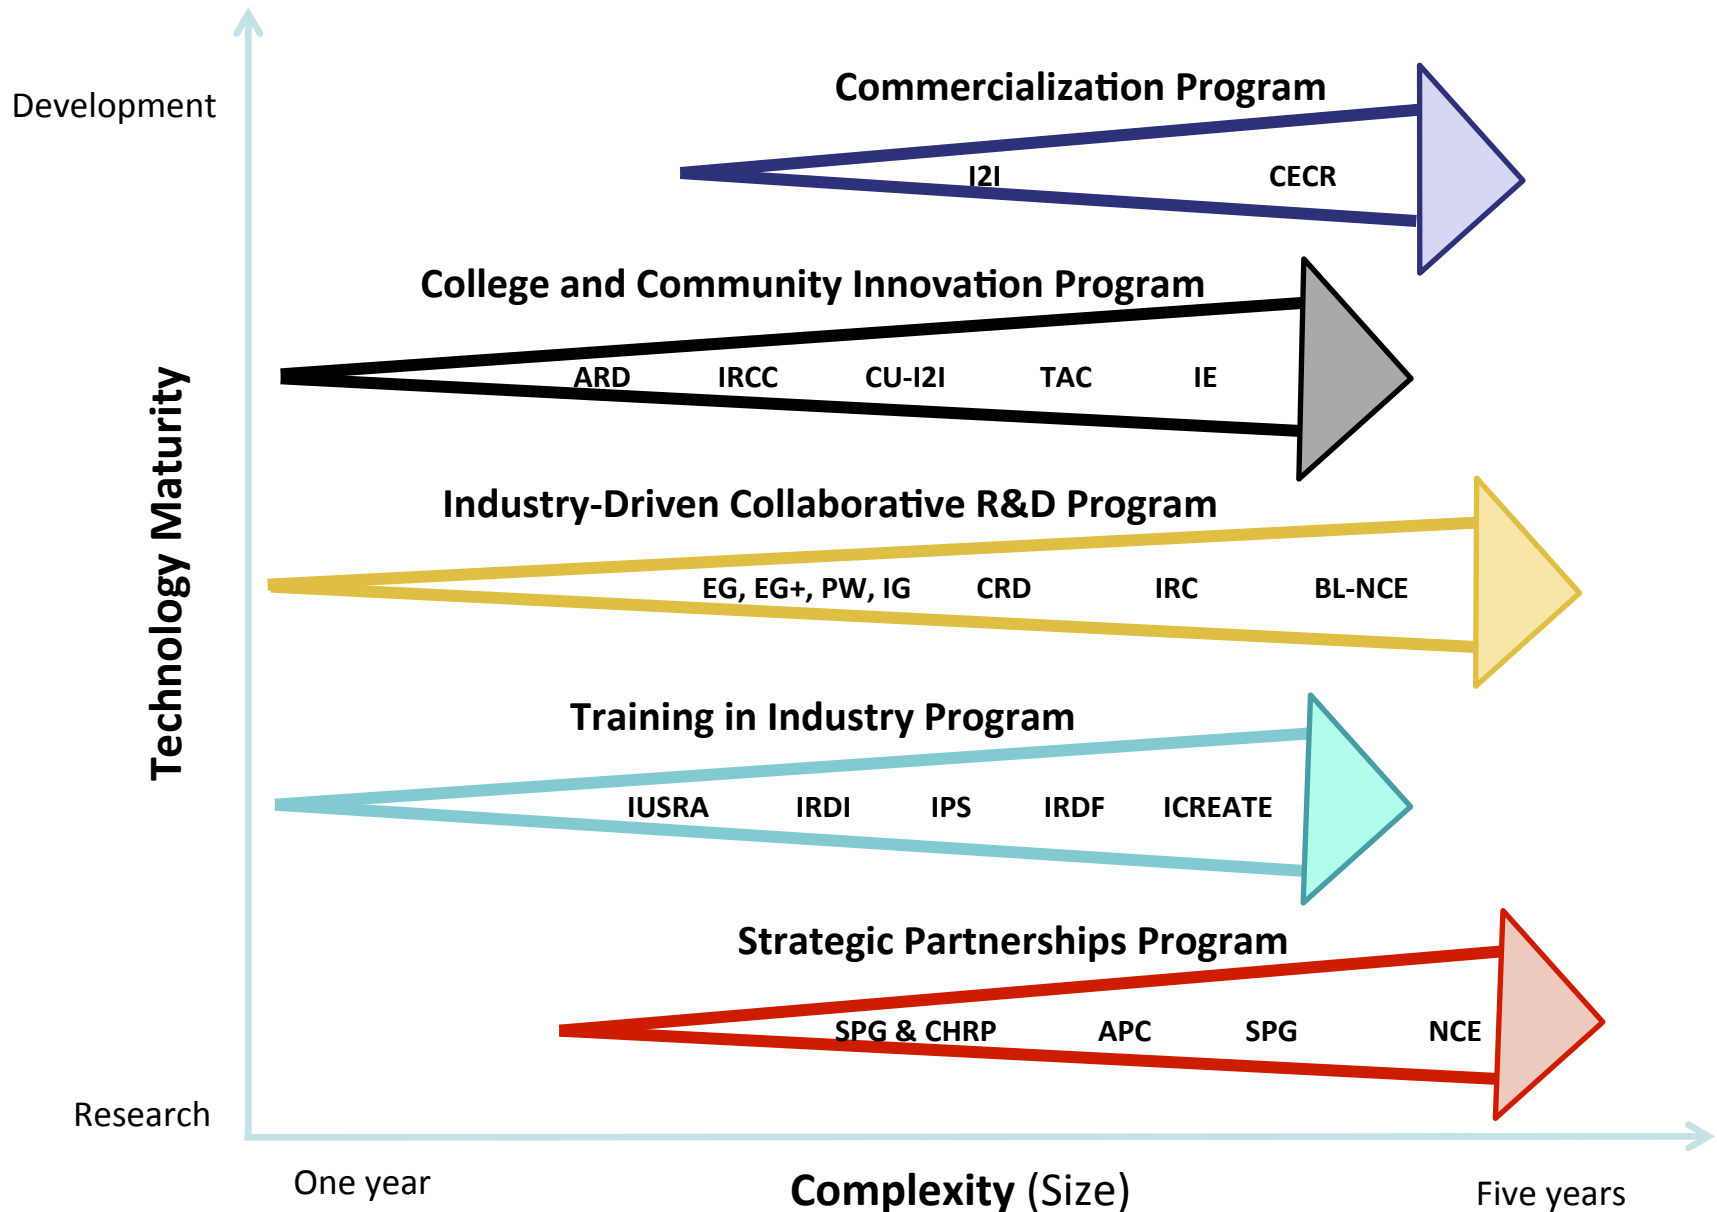 Development
Commercialization Program
I2I CECR
College and Community Innovation Program
ARD IRCC CU-I2I TAC IE
Technology Maturity
Industry-Driven Collaborative R&D Program
EG, EG+, PW, IG CRD IRC BL-NCE
Training in Industry Program
IUSRA IRDI IPS IRDF ICREATE
Strategic Partnerships Program
SPG & CHRP APC SPG NCE
Research
One year Complexity (Size) Five years